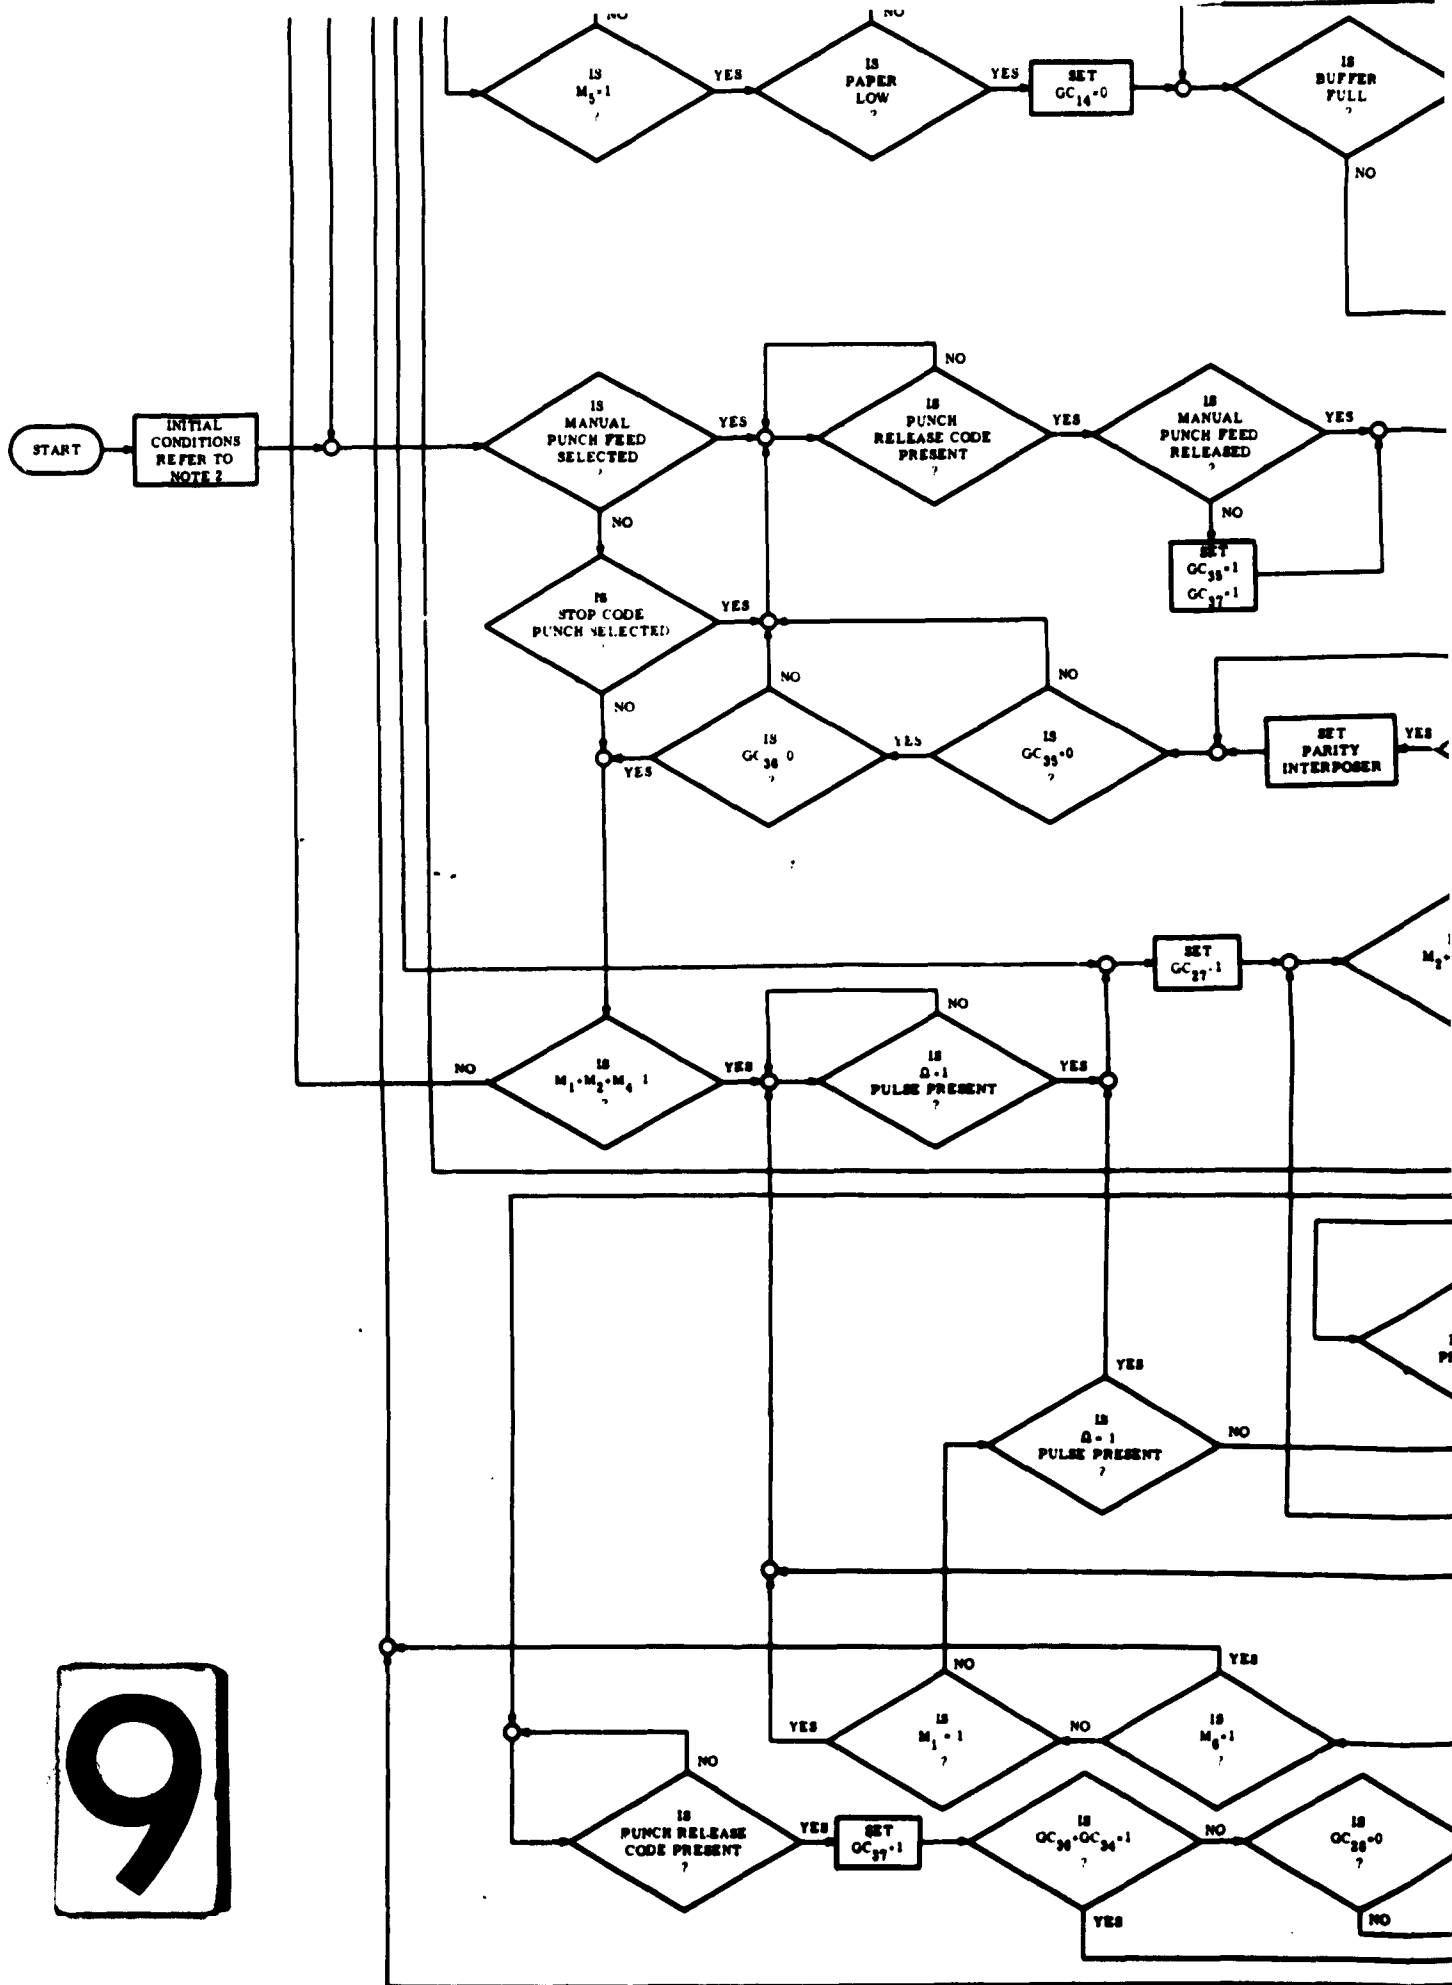 NO
NO
IS
M5=1
?
YES
IS
PAPER
LOW
?
YES
SET
GC14=0
IS
BUFFER
FULL
?
NO
START
INITIAL
CONDITIONS
REFER TO
NOTE 2
IS
MANUAL
PUNCH FEED
SELECTED
?
YES
NO
NO
IS
PUNCH
RELEASE CODE
PRESENT
?
YES
IS
MANUAL
PUNCH FEED
RELEASED
?
YES
NO
SET
GC35=1
GC37=1
IS
STOP CODE
PUNCH SELECTED
YES
NO
NO
IS
GC36 0
?
YES
YES
NO
IS
GC35=0
?
SET
PARITY
INTERPOSER
YES
SET
GC27=1
M2+
NO
IS
M1+M2+M4 1
?
YES
NO
IS
Ω=1
PULSE PRESENT
?
YES
YES
IS
Ω=1
PULSE PRESENT
?
NO
NO
YES
IS
M1=1
?
NO
YES
IS
M6=1
?
NO
IS
PUNCH RELEASE
CODE PRESENT
?
YES
SET
GC37=1
IS
GC36+GC34=1
?
NO
YES
IS
GC28=0
?
NO
9